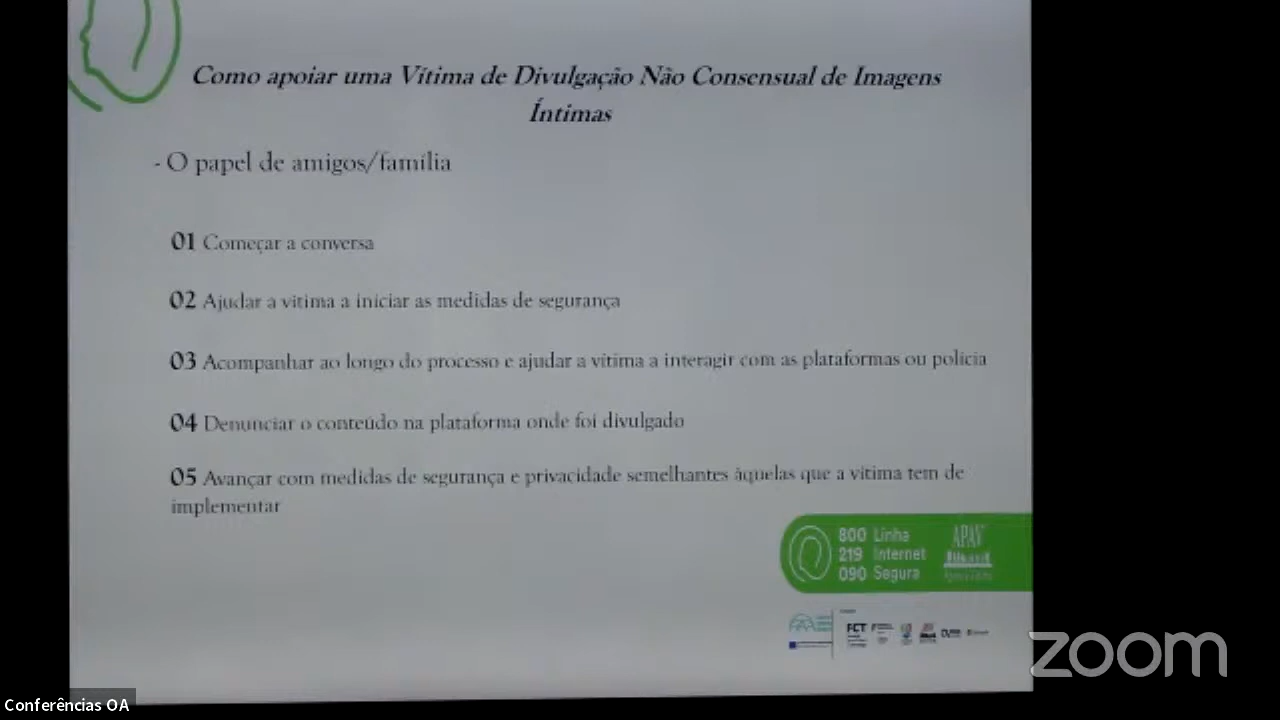 Como apoiar uma Vítima de Divulgação Não Consensual de Imagens
Íntimas
- O papel de amigos/família
01 Começar a conversa
02 Ajudar a vítima a iniciar as medidas de segurança
03 Acompanhar ao longo do processo e ajudar a vítima a interagir com as plataformas ou polícia
04 Denunciar o conteúdo na plataforma onde foi divulgado
05 Avançar com medidas de segurança e privacidade semelhantes àquelas que a vítima tem de
implementar
800 Linha
219 Internet
090 Segura
APAV
FCT
zoom
Conferências OA